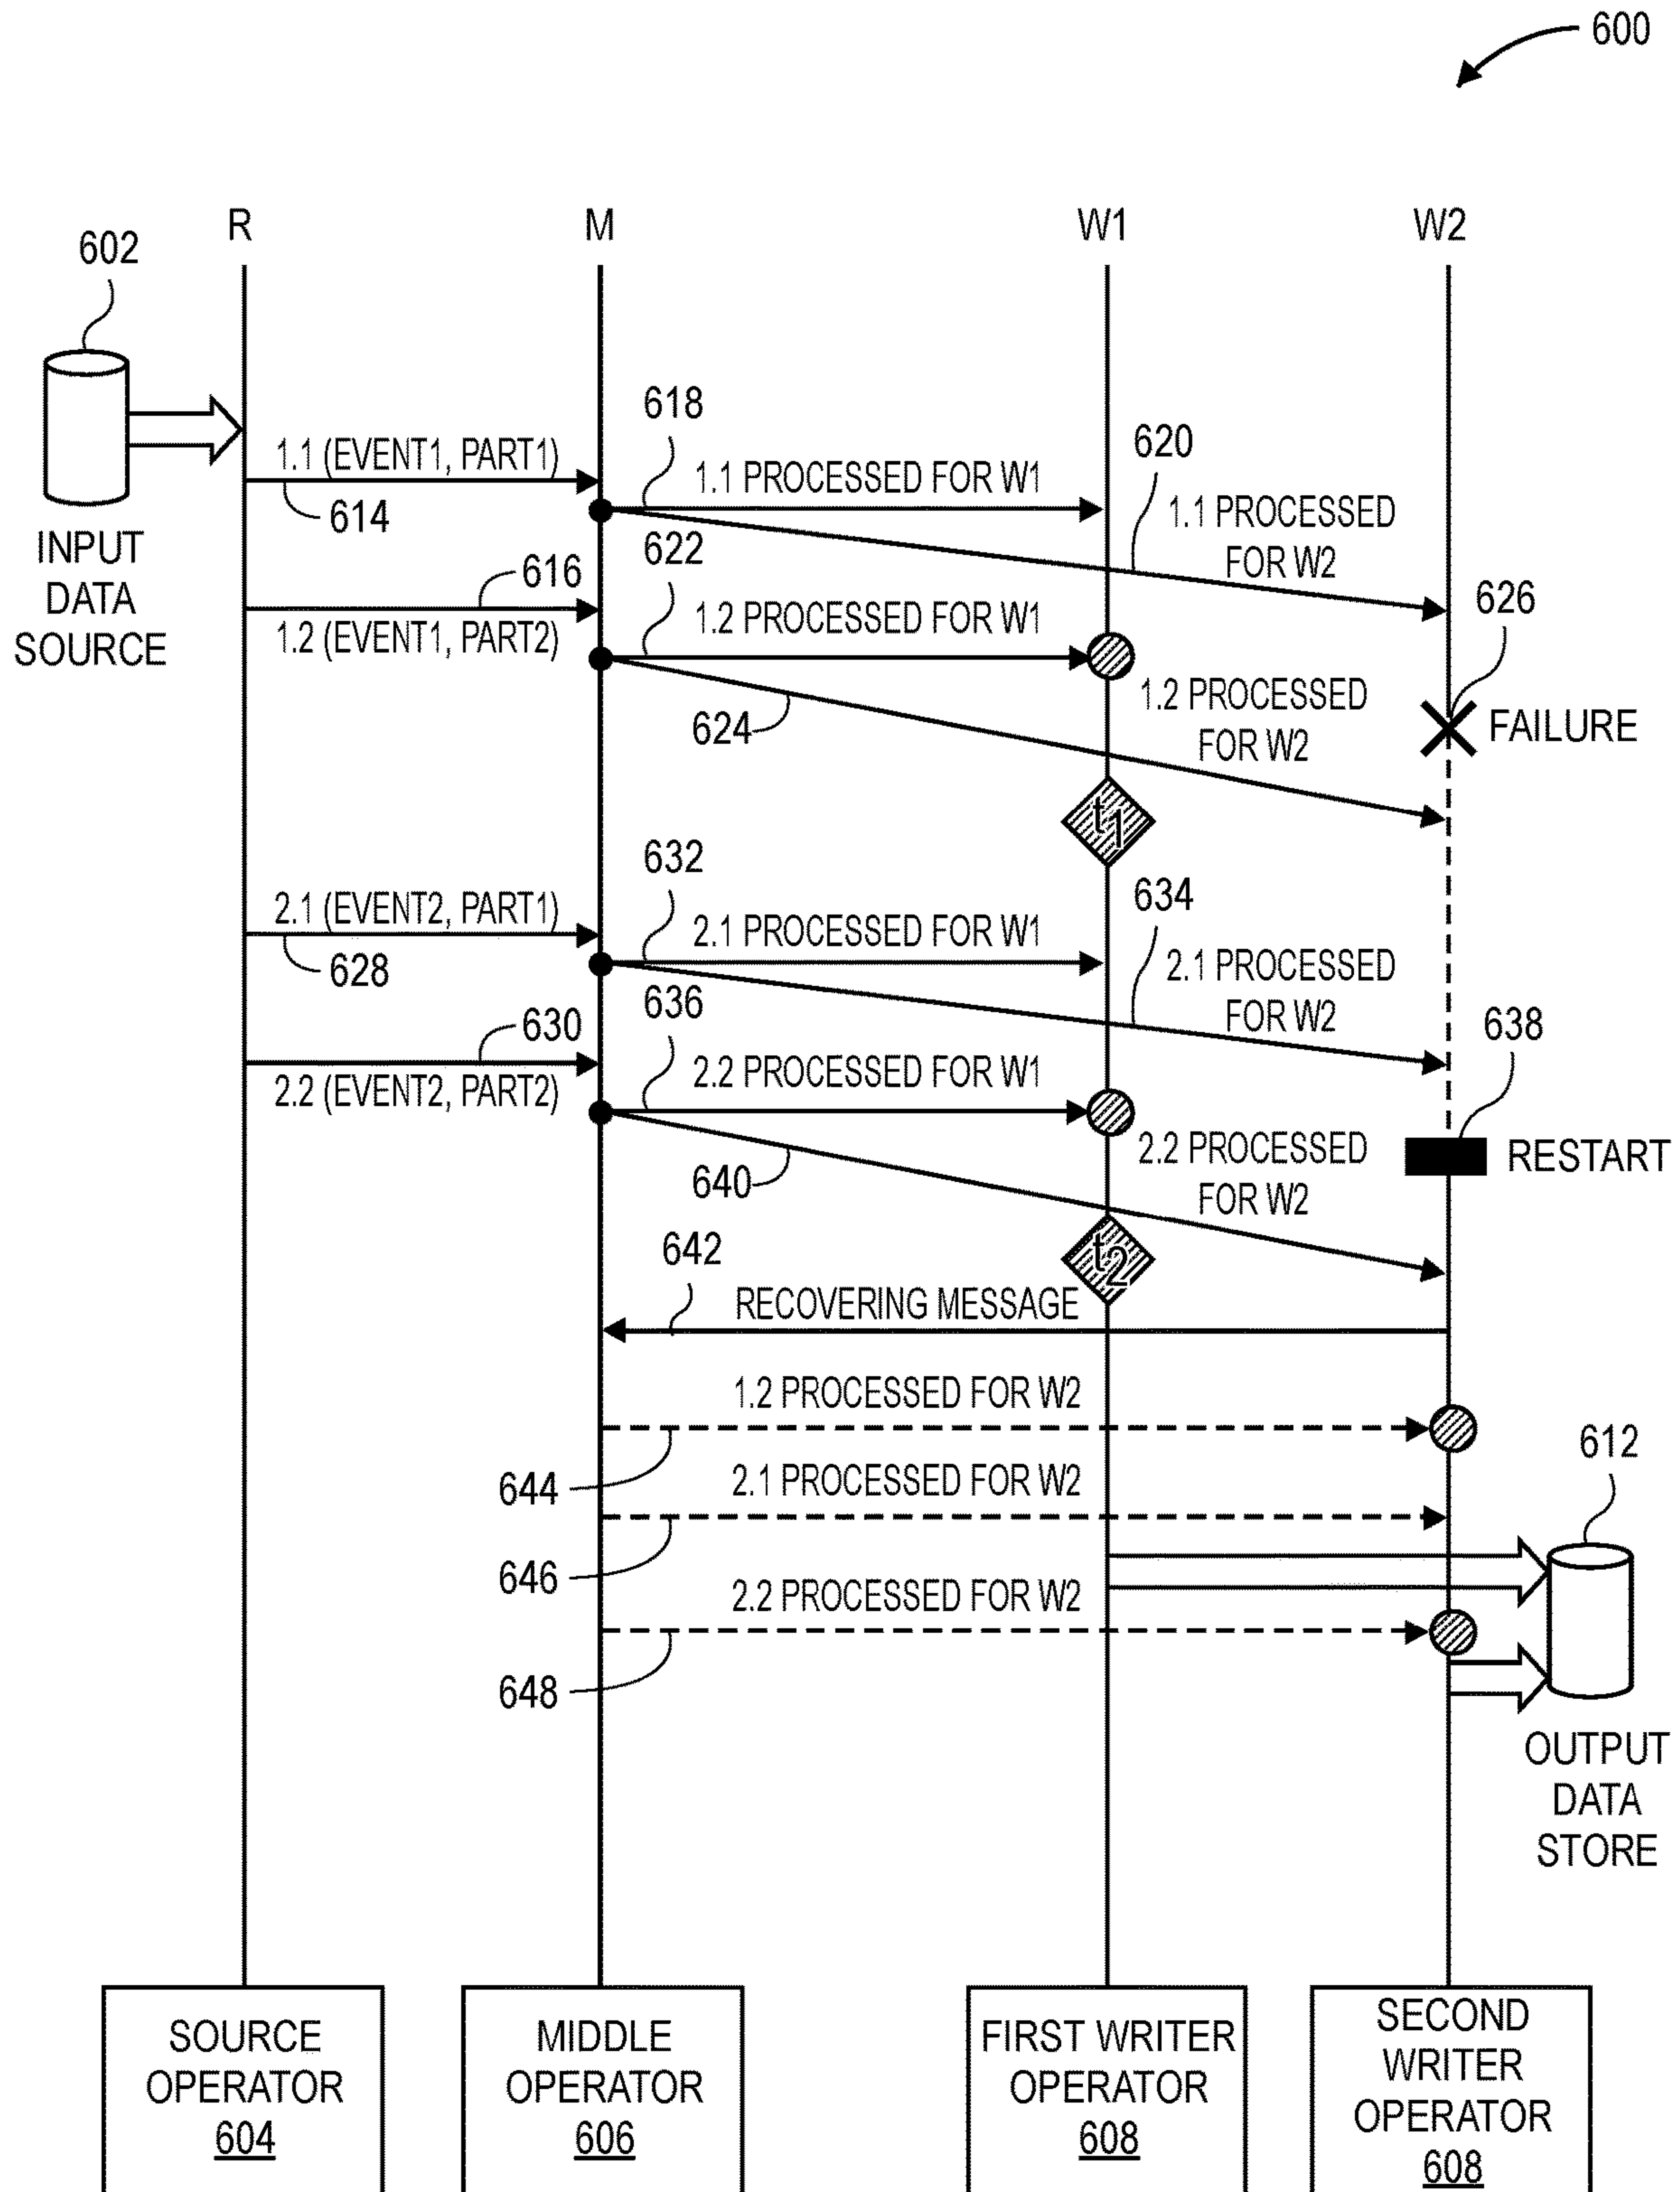 600
R
M
W1
W2
602
618
620
1.1 (EVENT1, PART1)
1.1 PROCESSED FOR W1
614
1.1 PROCESSED
FOR W2
INPUT
DATA
SOURCE
622
616
626
1.2 (EVENT1, PART2)
1.2 PROCESSED FOR W1
1.2 PROCESSED
FOR W2
624
FAILURE
t1
632
634
2.1 (EVENT2, PART1)
2.1 PROCESSED FOR W1
628
2.1 PROCESSED
FOR W2
636
630
638
2.2 (EVENT2, PART2)
2.2 PROCESSED FOR W1
2.2 PROCESSED
FOR W2
640
RESTART
642
t2
RECOVERING MESSAGE
1.2 PROCESSED FOR W2
612
644
2.1 PROCESSED FOR W2
646
2.2 PROCESSED FOR W2
648
OUTPUT
DATA
STORE
SOURCE
OPERATOR
604
MIDDLE
OPERATOR
606
FIRST WRITER
OPERATOR
608
SECOND
WRITER
OPERATOR
608